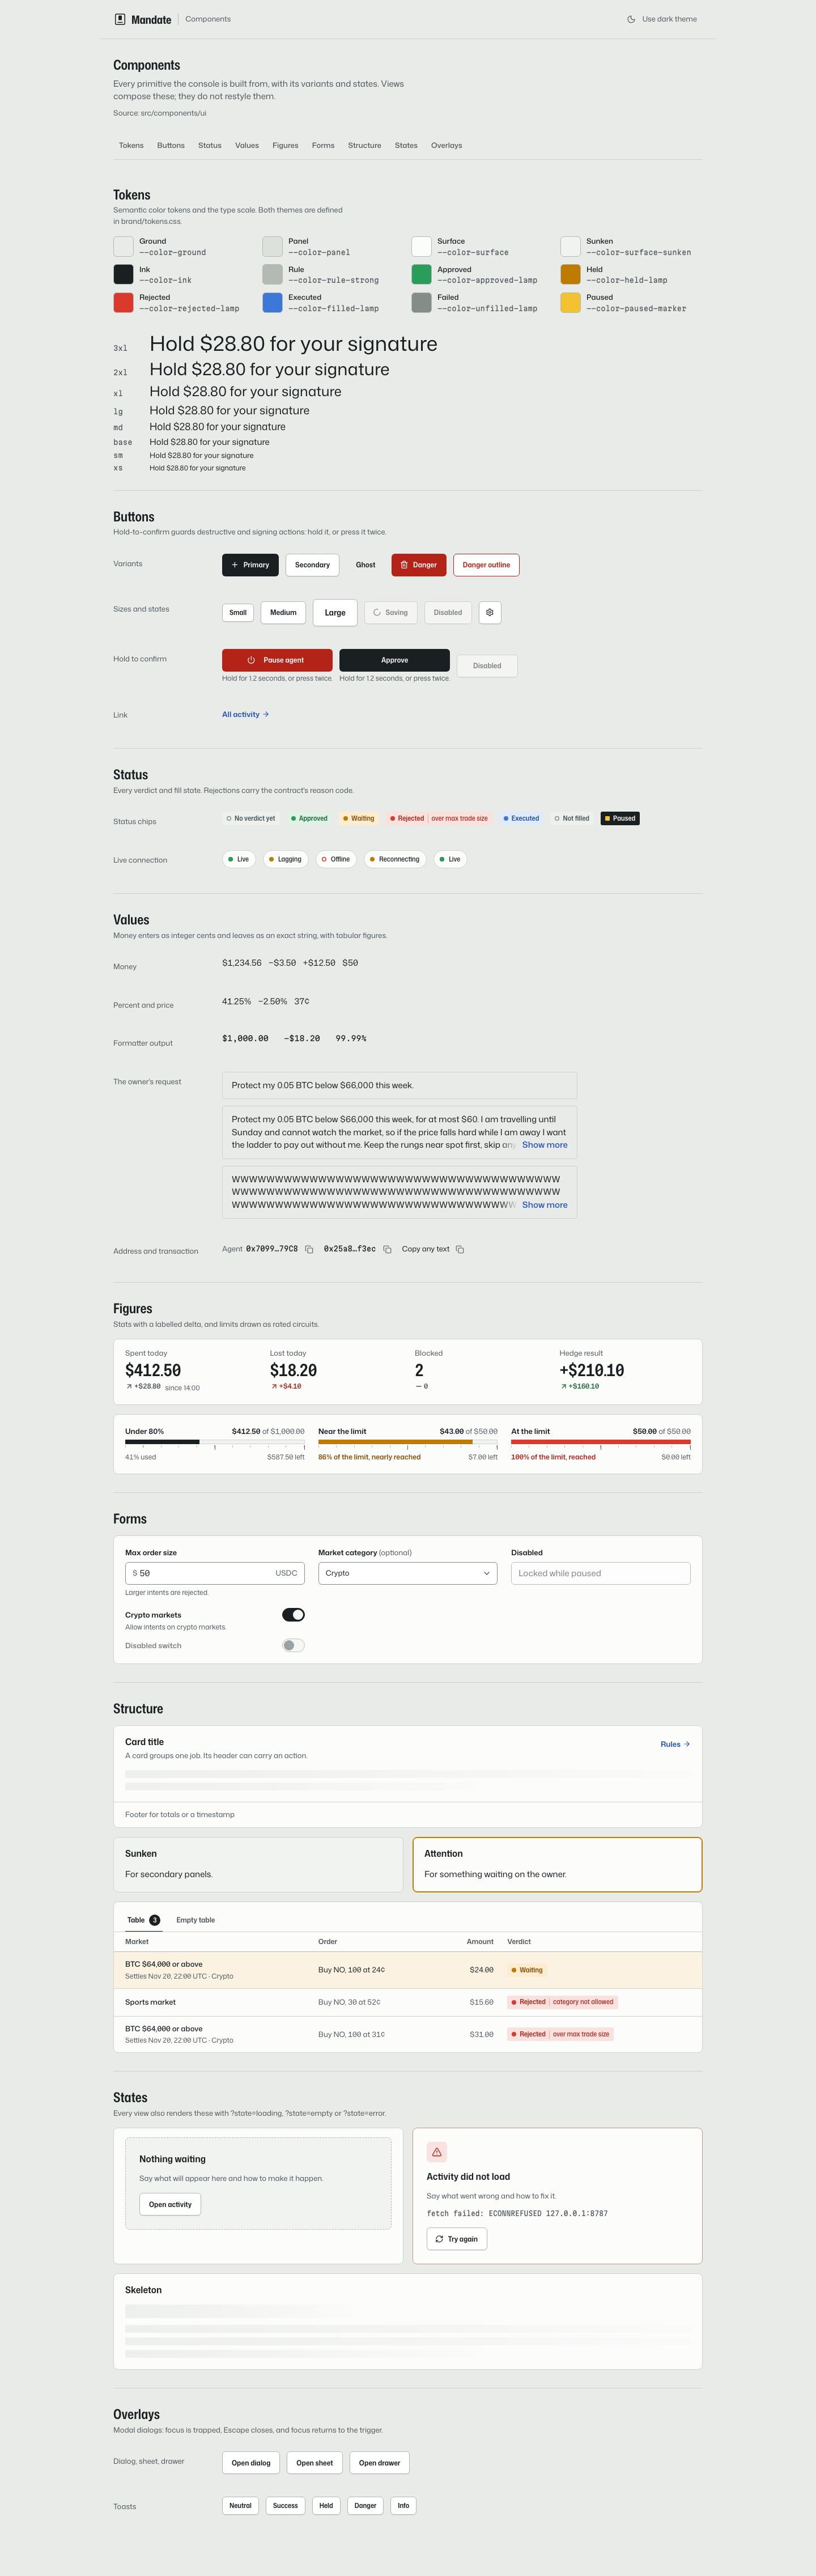 Mandate
Components
Use dark theme
Components
Every primitive the console is built from, with its variants and states. Views
compose these; they do not restyle them.
Source: src/components/ui
Tokens
Buttons
Status
Values
Figures
Forms
Structure
States
Overlays
Tokens
Semantic color tokens and the type scale. Both themes are defined
in brand/tokens.css.
Ground
--color-ground
Panel
--color-panel
Surface
--color-surface
Sunken
--color-surface-sunken
Ink
--color-ink
Rule
--color-rule-strong
Approved
--color-approved-lamp
Held
--color-held-lamp
Rejected
--color-rejected-lamp
Executed
--color-filled-lamp
Failed
--color-unfilled-lamp
Paused
--color-paused-marker
3xl Hold $28.80 for your signature
2xl Hold $28.80 for your signature
xl Hold $28.80 for your signature
lg Hold $28.80 for your signature
md Hold $28.80 for your signature
base Hold $28.80 for your signature
sm Hold $28.80 for your signature
xs Hold $28.80 for your signature
Buttons
Hold-to-confirm guards destructive and signing actions: hold it, or press it twice.
Variants
Primary
Secondary
Ghost
Danger
Danger outline
Sizes and states
Small
Medium
Large
Saving
Disabled
Hold to confirm
Pause agent
Approve
Disabled
Hold for 1.2 seconds, or press twice.
Hold for 1.2 seconds, or press twice.
Link
All activity →
Status
Every verdict and fill state. Rejections carry the contract's reason code.
Status chips
No verdict yet
Approved
Waiting
Rejected | over max trade size
Executed
Not filled
Paused
Live connection
Live
Lagging
Offline
Reconnecting
Live
Values
Money enters as integer cents and leaves as an exact string, with tabular figures.
Money
$1,234.56 −$3.50 +$12.50 $50
Percent and price
41.25% −2.50% 37¢
Formatter output
$1,000.00 −$18.20 99.99%
The owner's request
Protect my 0.05 BTC below $66,000 this week.
Protect my 0.05 BTC below $66,000 this week, for at most $60. I am travelling until
Sunday and cannot watch the market, so if the price falls hard while I am away I want
the ladder to pay out without me. Keep the rungs near spot first, skip any Show more
WWWWWWWWWWWWWWWWWWWWWWWWWWWWWWWWWWWWWW
WWWWWWWWWWWWWWWWWWWWWWWWWWWWWWWWWWWWWW
WWWWWWWWWWWWWWWWWWWWWWWWWWWWWWWWW Show more
Address and transaction
Agent 0x7099…79C8
0x25a8…f3ec
Copy any text
Figures
Stats with a labelled delta, and limits drawn as rated circuits.
Spent today
$412.50
+$28.80 since 14:00
Lost today
$18.20
+$4.10
Blocked
2
0
Hedge result
+$210.10
+$160.10
Under 80%
$412.50 of $1,000.00
41% used
$587.50 left
Near the limit
$43.00 of $50.00
86% of the limit, nearly reached
$7.00 left
At the limit
$50.00 of $50.00
100% of the limit, reached
$0.00 left
Forms
Max order size
$ 50 USDC
Larger intents are rejected.
Market category (optional)
Crypto
Disabled
Locked while paused
Crypto markets
Allow intents on crypto markets.
Disabled switch
Structure
Card title
A card groups one job. Its header can carry an action.
Rules →
Footer for totals or a timestamp
Sunken
For secondary panels.
Attention
For something waiting on the owner.
Table 3
Empty table
Market Order Amount Verdict
BTC $64,000 or above
Settles Nov 20, 22:00 UTC · Crypto
Buy NO, 100 at 24¢ $24.00 Waiting
Sports market Buy NO, 30 at 52¢ $15.60 Rejected | category not allowed
BTC $64,000 or above
Settles Nov 20, 22:00 UTC · Crypto
Buy NO, 100 at 31¢ $31.00 Rejected | over max trade size
States
Every view also renders these with ?state=loading, ?state=empty or ?state=error.
Nothing waiting
Say what will appear here and how to make it happen.
Open activity
Activity did not load
Say what went wrong and how to fix it.
fetch failed: ECONNREFUSED 127.0.0.1:8787
Try again
Skeleton
Overlays
Modal dialogs: focus is trapped, Escape closes, and focus returns to the trigger.
Dialog, sheet, drawer
Open dialog
Open sheet
Open drawer
Toasts
Neutral
Success
Held
Danger
Info